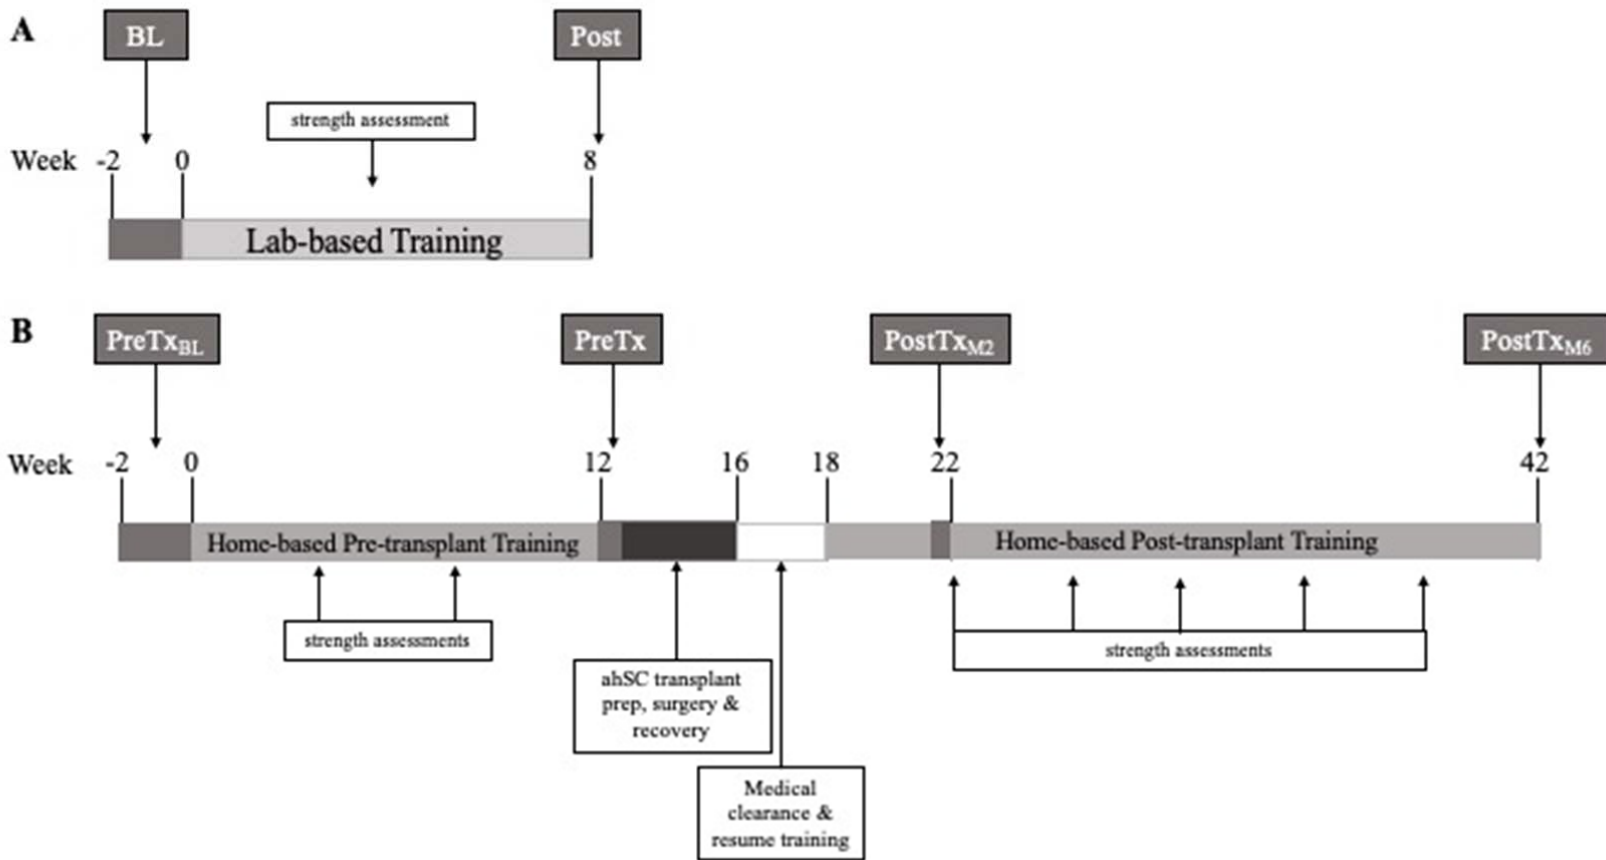 A
BL
Post
strength assessment
Week -2 0 8
Lab-based Training
B
PreTxBL
PreTx
PostTxM2
PostTxM6
Week -2 0 12 16 18 22 42
Home-based Pre-transplant Training
Home-based Post-transplant Training
strength assessments
strength assessments
ahSC transplant
prep, surgery &
recovery
Medical
clearance &
resume training